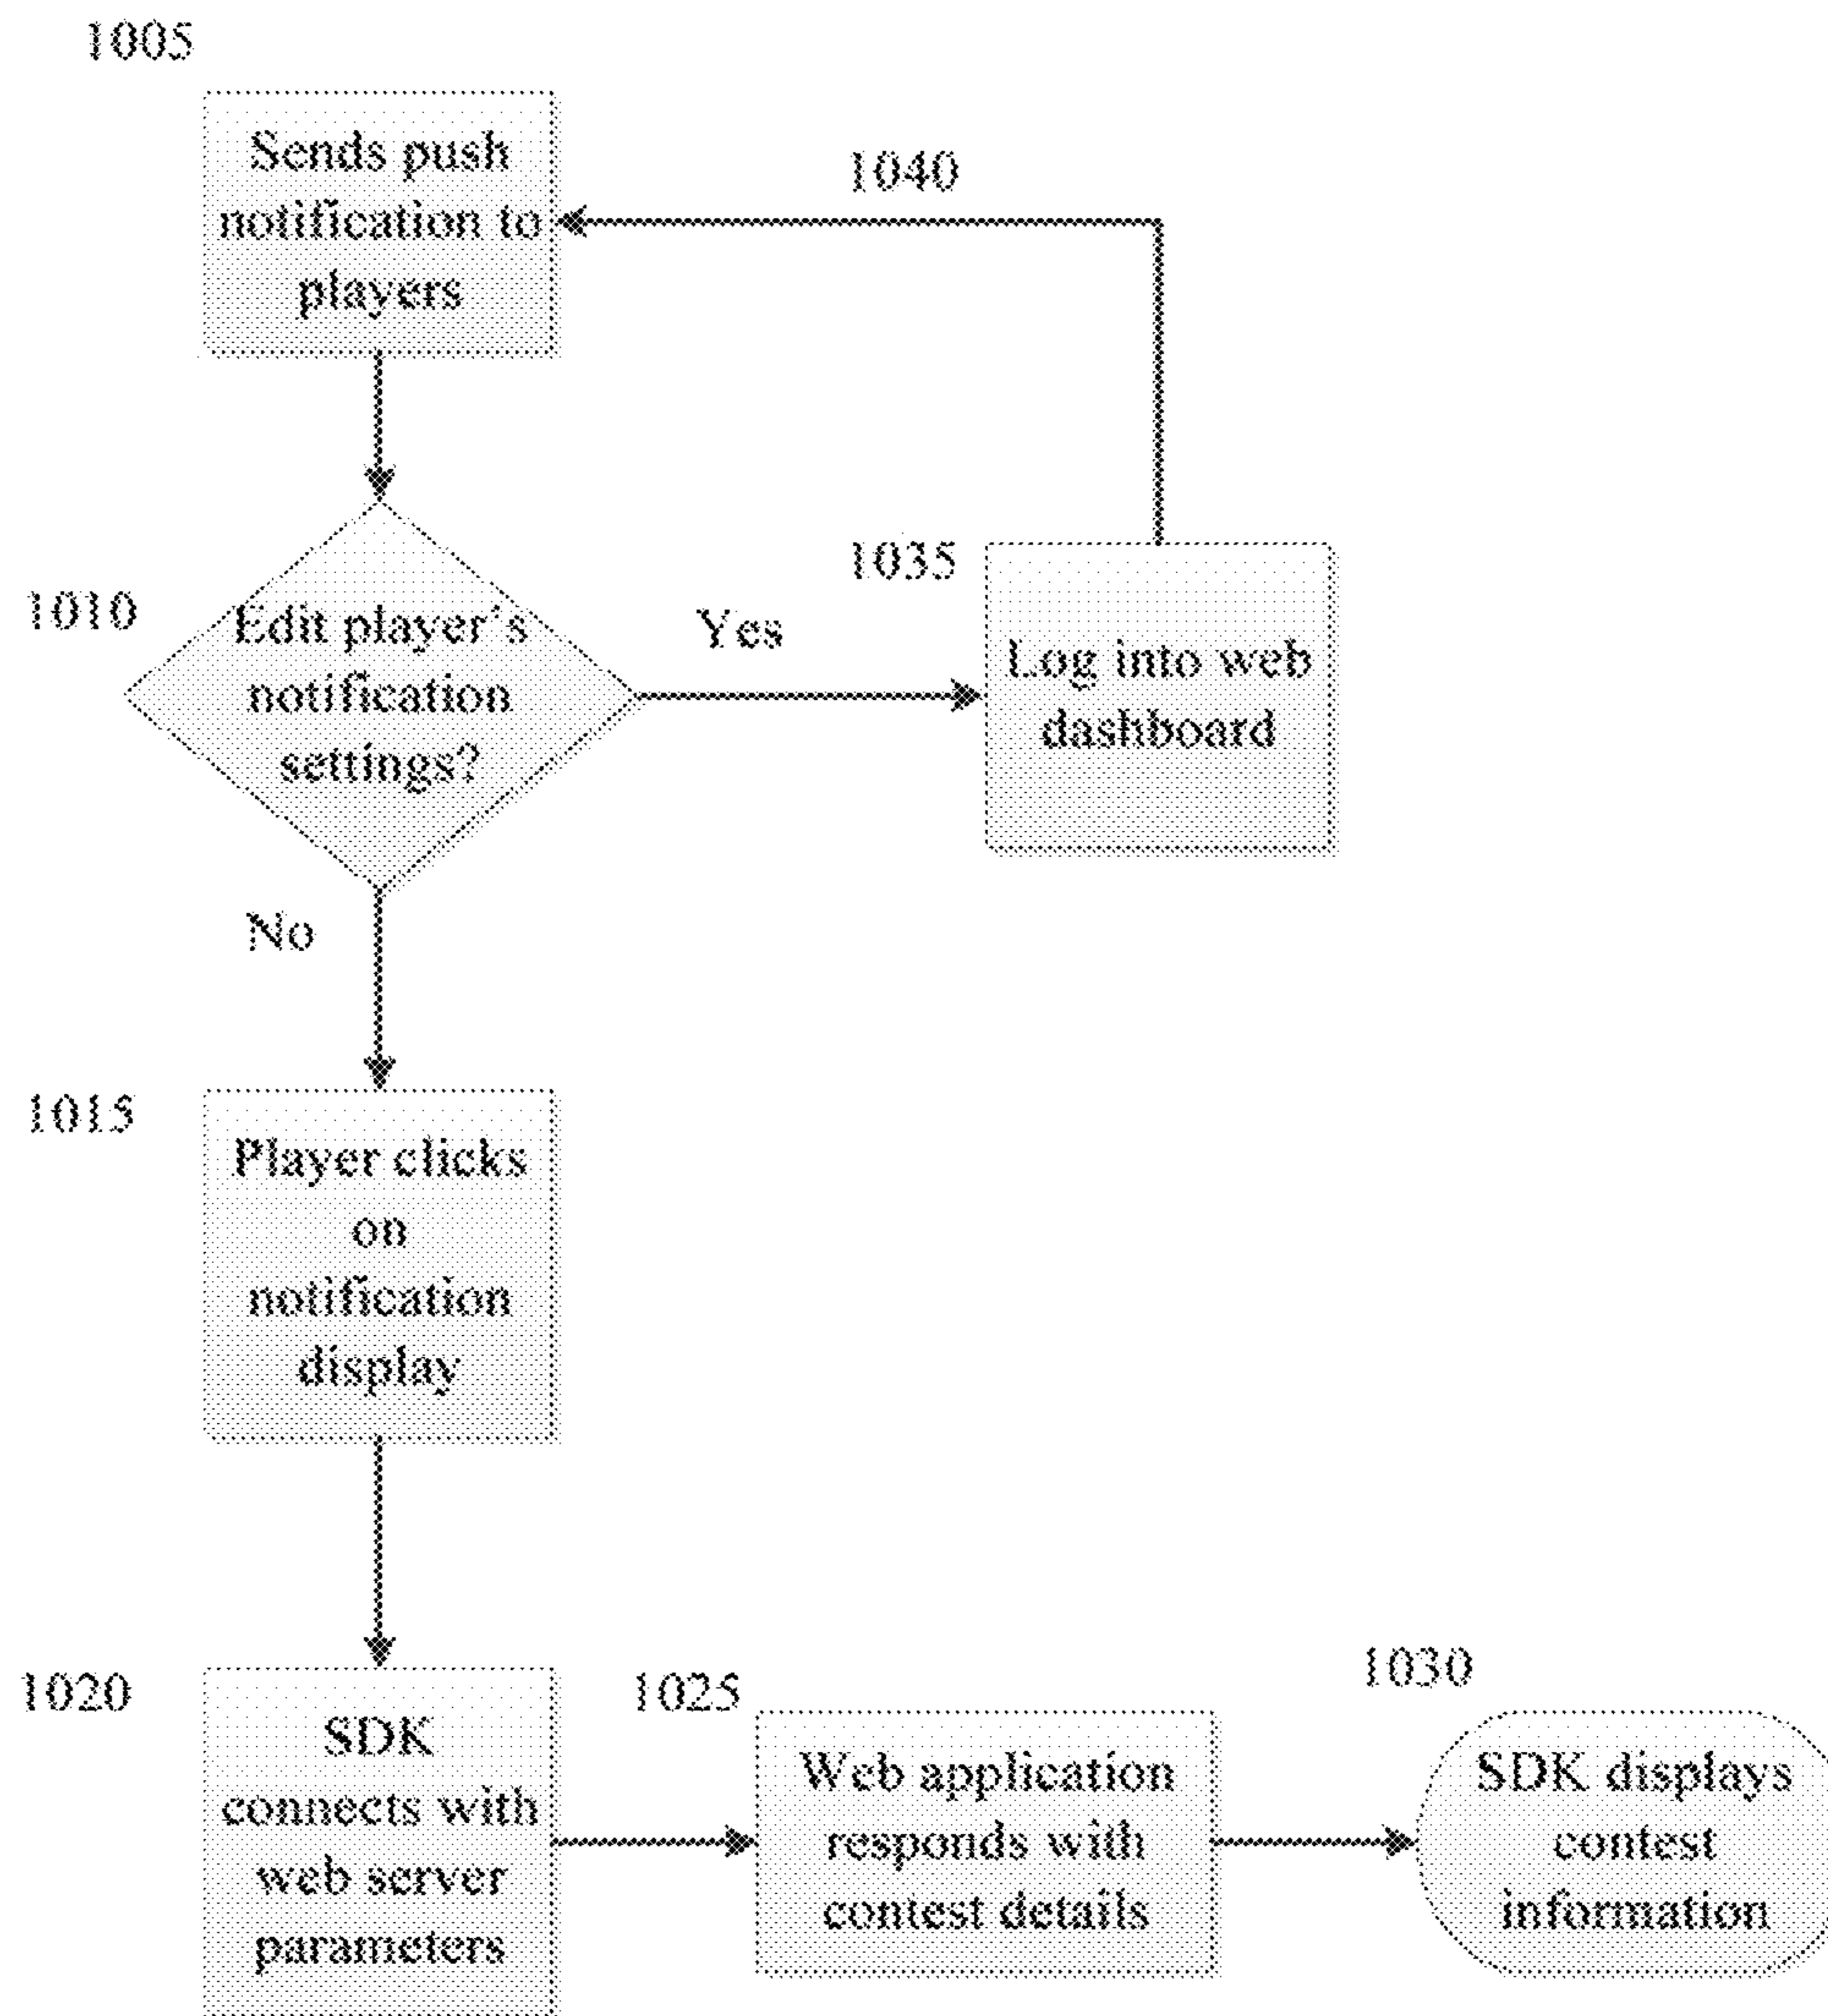 1005
Sends push
notification to
players
1040
1010
Edit player's
notification
settings?
Yes
1035
Log into web
dashboard
No
1015
Player clicks
on
notification
display
1020
SDK
connects with
web server
parameters
1025
Web application
responds with
contest details
1030
SDK displays
contest
information